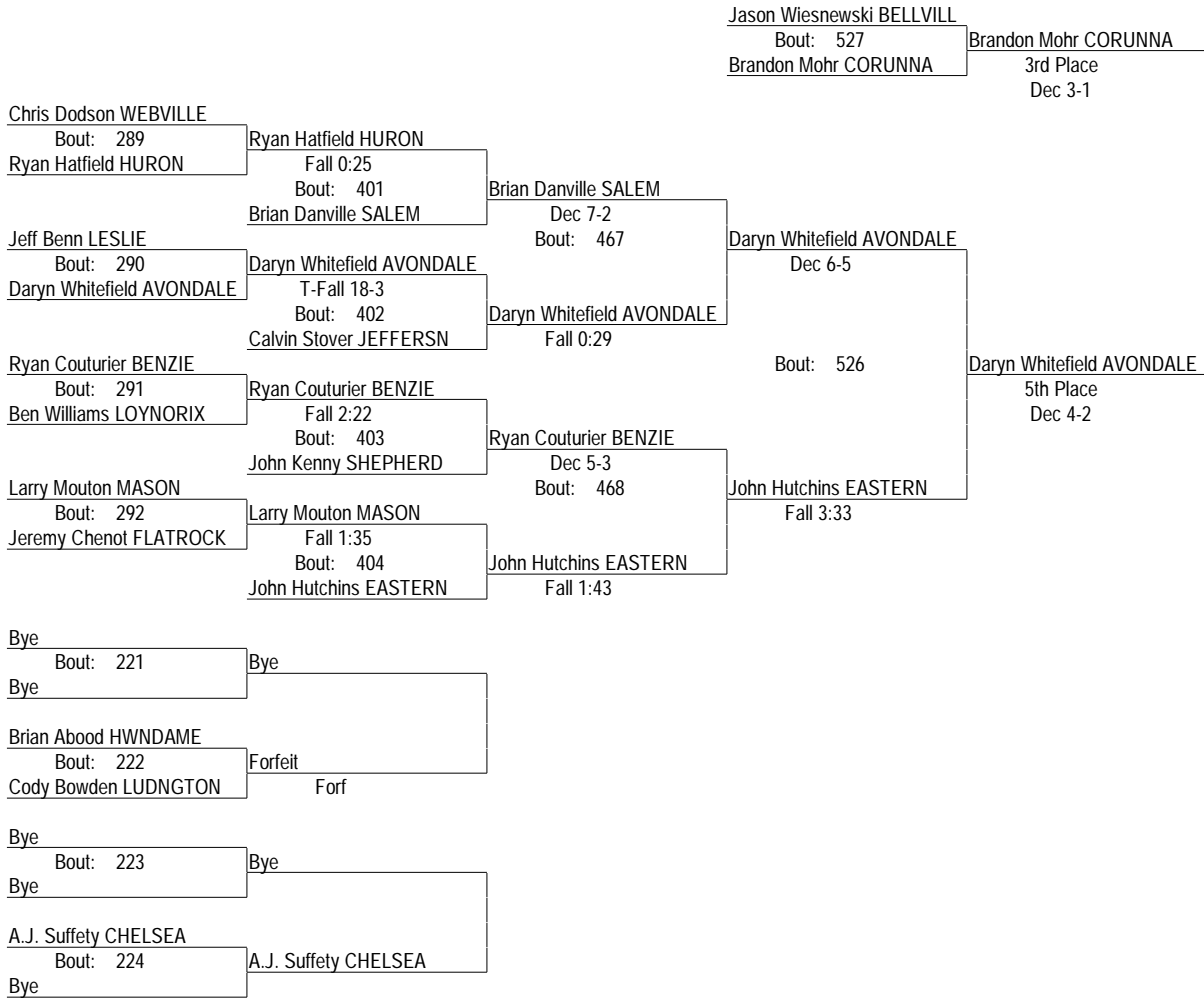 Jason Wiesnewski BELLVILL
Bout: 527
Brandon Mohr CORUNNA
Brandon Mohr CORUNNA
3rd Place
Dec 3-1
Chris Dodson WEBVILLE
Bout: 289
Ryan Hatfield HURON
Ryan Hatfield HURON
Fall 0:25
Bout: 401
Brian Danville SALEM
Brian Danville SALEM
Dec 7-2
Bout: 467
Jeff Benn LESLIE
Bout: 290
Daryn Whitefield AVONDALE
Daryn Whitefield AVONDALE
T-Fall 18-3
Bout: 402
Calvin Stover JEFFERSN
Daryn Whitefield AVONDALE
Fall 0:29
Daryn Whitefield AVONDALE
Dec 6-5
Bout: 526
Daryn Whitefield AVONDALE
5th Place
Dec 4-2
Ryan Couturier BENZIE
Bout: 291
Ben Williams LOYNORIX
Ryan Couturier BENZIE
Fall 2:22
Bout: 403
John Kenny SHEPHERD
Ryan Couturier BENZIE
Dec 5-3
Bout: 468
John Hutchins EASTERN
Fall 3:33
Larry Mouton MASON
Bout: 292
Jeremy Chenot FLATROCK
Larry Mouton MASON
Fall 1:35
Bout: 404
John Hutchins EASTERN
John Hutchins EASTERN
Fall 1:43
Bye
Bout: 221
Bye
Bye
Brian Abood HWNDAME
Bout: 222
Cody Bowden LUDNGTON
Forfeit
Forf
Bye
Bout: 223
Bye
Bye
A.J. Suffety CHELSEA
Bout: 224
Bye
A.J. Suffety CHELSEA